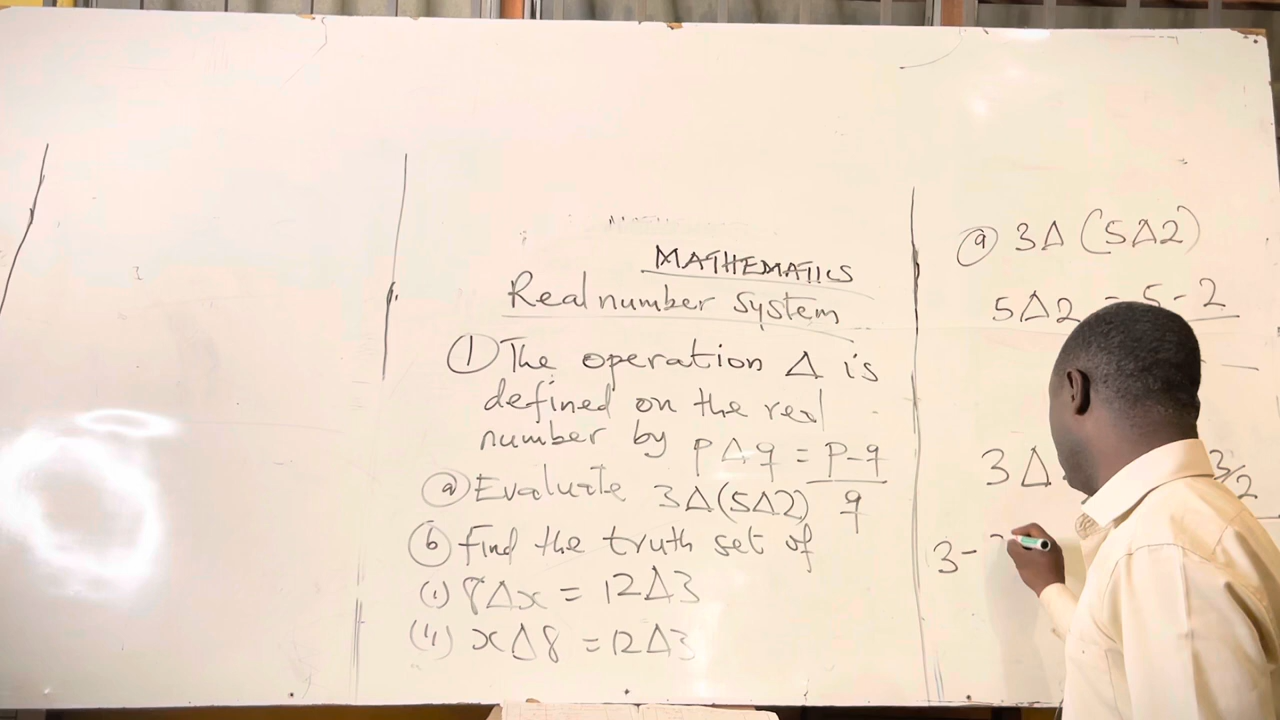 MATHEMATICS
Real number system
① The operation Δ is
defined on the real
number by pΔq = p-q
q
ⓐ Evaluate 3Δ(5Δ2)
ⓑ Find the truth set of
(i) 8Δx = 12Δ3
(ii) xΔ8 = 12Δ3
ⓐ 3Δ (5Δ2)
5Δ2 = 5-2
3Δ 3/2
3-